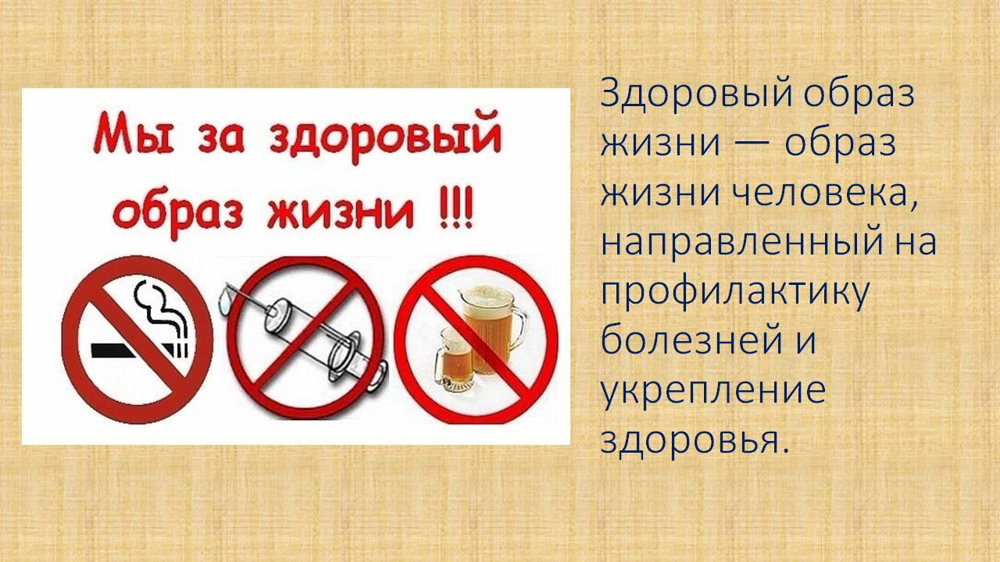 Мы за здоровый
образ жизни !!!
Здоровый образ
жизни — образ
жизни человека,
направленный на
профилактику
болезней и
укрепление
здоровья.